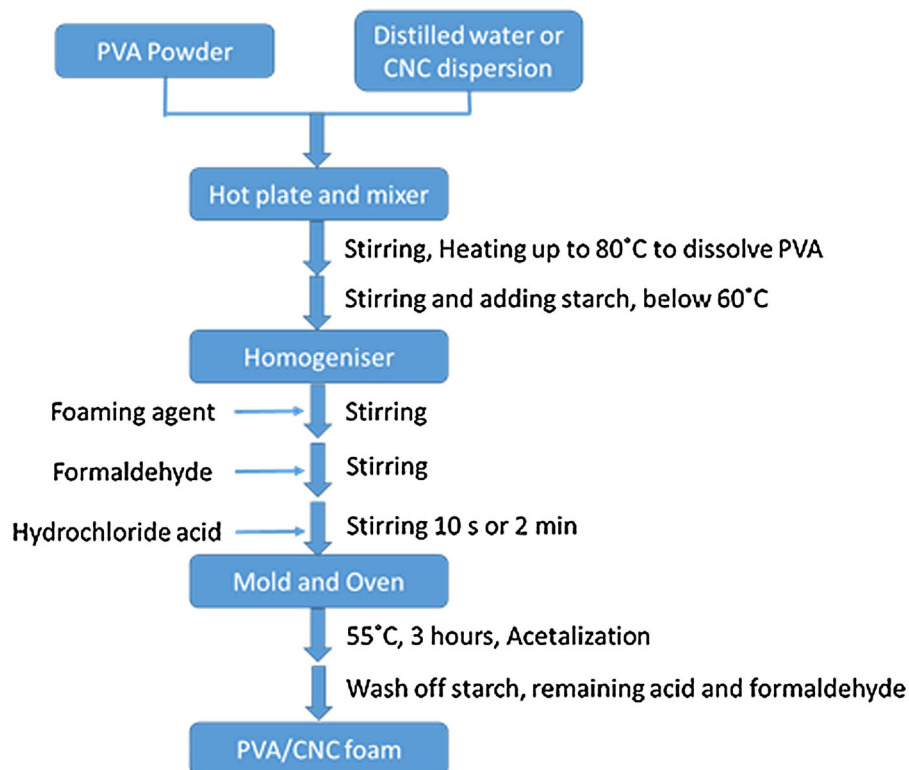 PVA Powder
Distilled water or
CNC dispersion
Hot plate and mixer
Stirring, Heating up to 80˚C to dissolve PVA
Stirring and adding starch, below 60˚C
Homogeniser
Foaming agent
Stirring
Formaldehyde
Stirring
Hydrochloride acid
Stirring 10 s or 2 min
Mold and Oven
55˚C, 3 hours, Acetalization
Wash off starch, remaining acid and formaldehyde
PVA/CNC foam